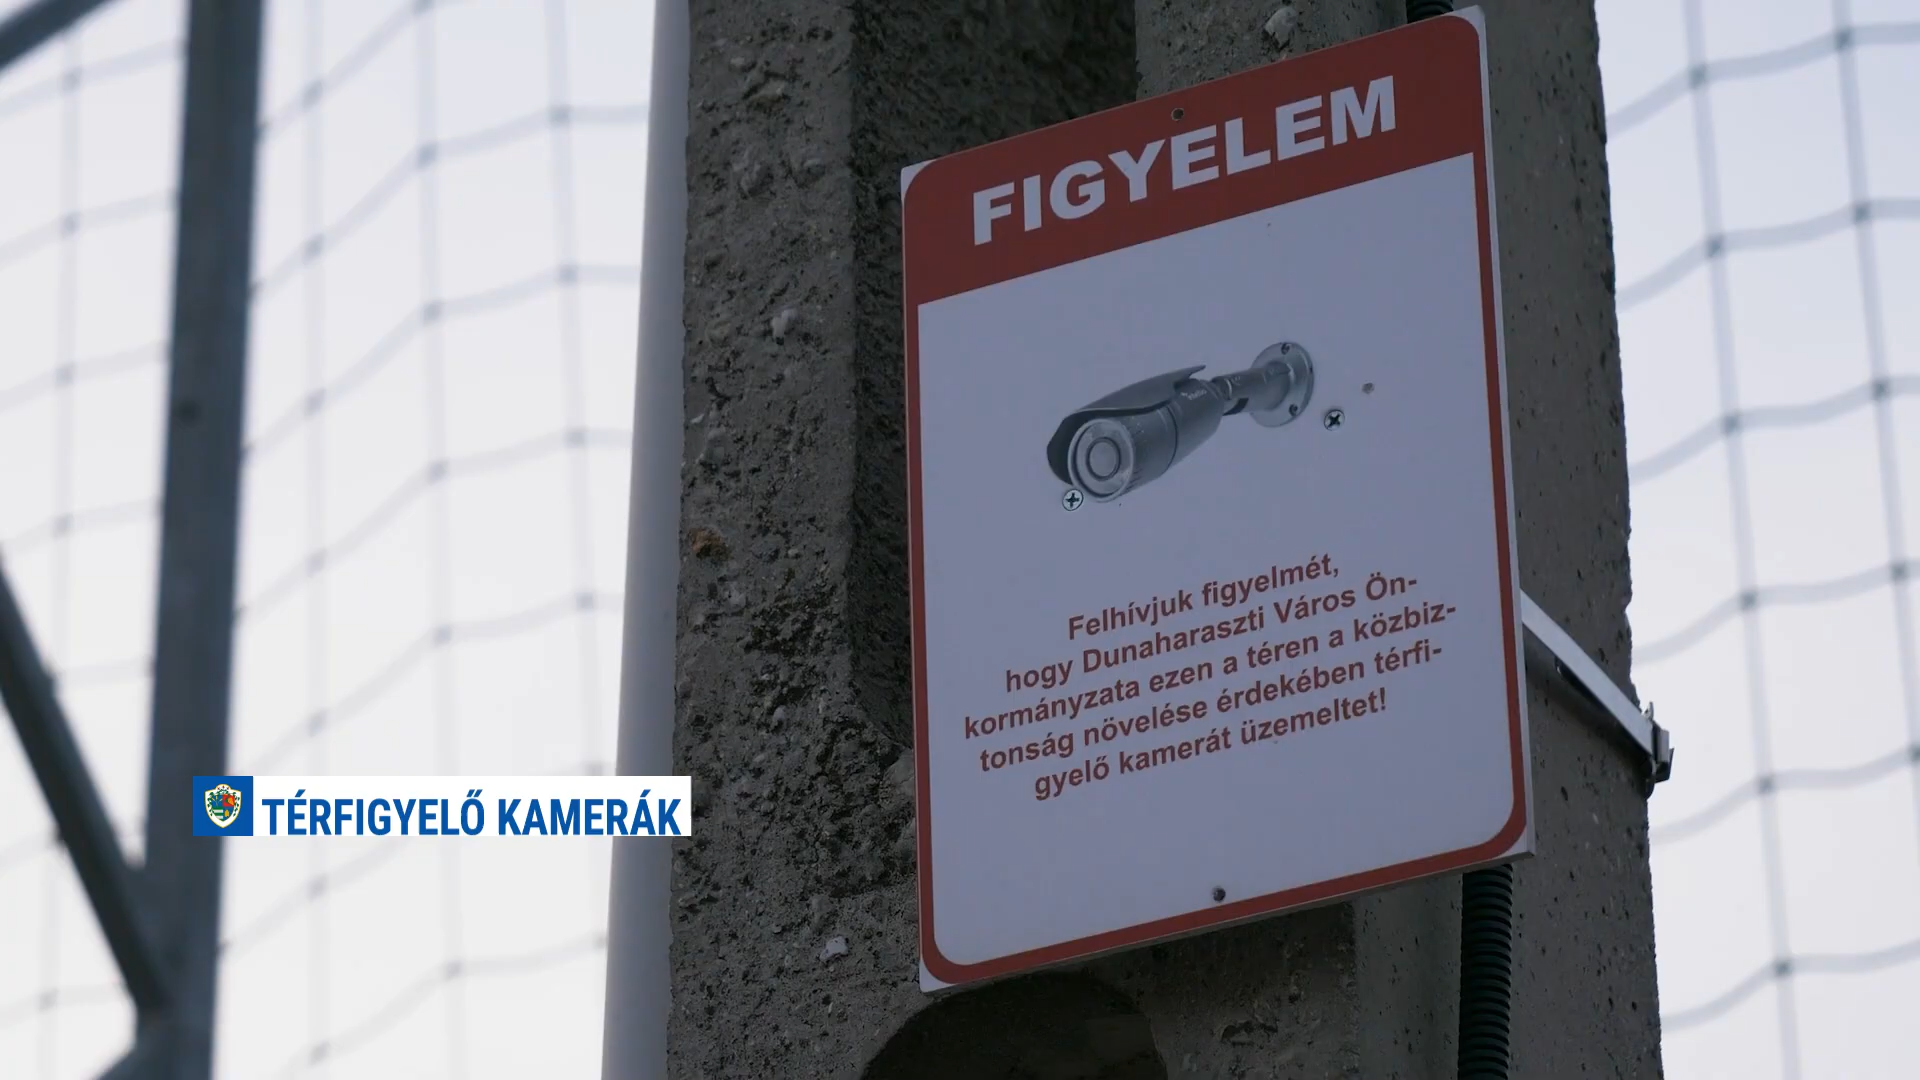 FIGYELEM
Felhívjuk figyelmét,
hogy Dunaharaszti Város Ön-
kormányzata ezen a téren a közbiz-
tonság növelése érdekében térfi-
gyelő kamerát üzemeltet!
TÉRFIGYELŐ KAMERÁK